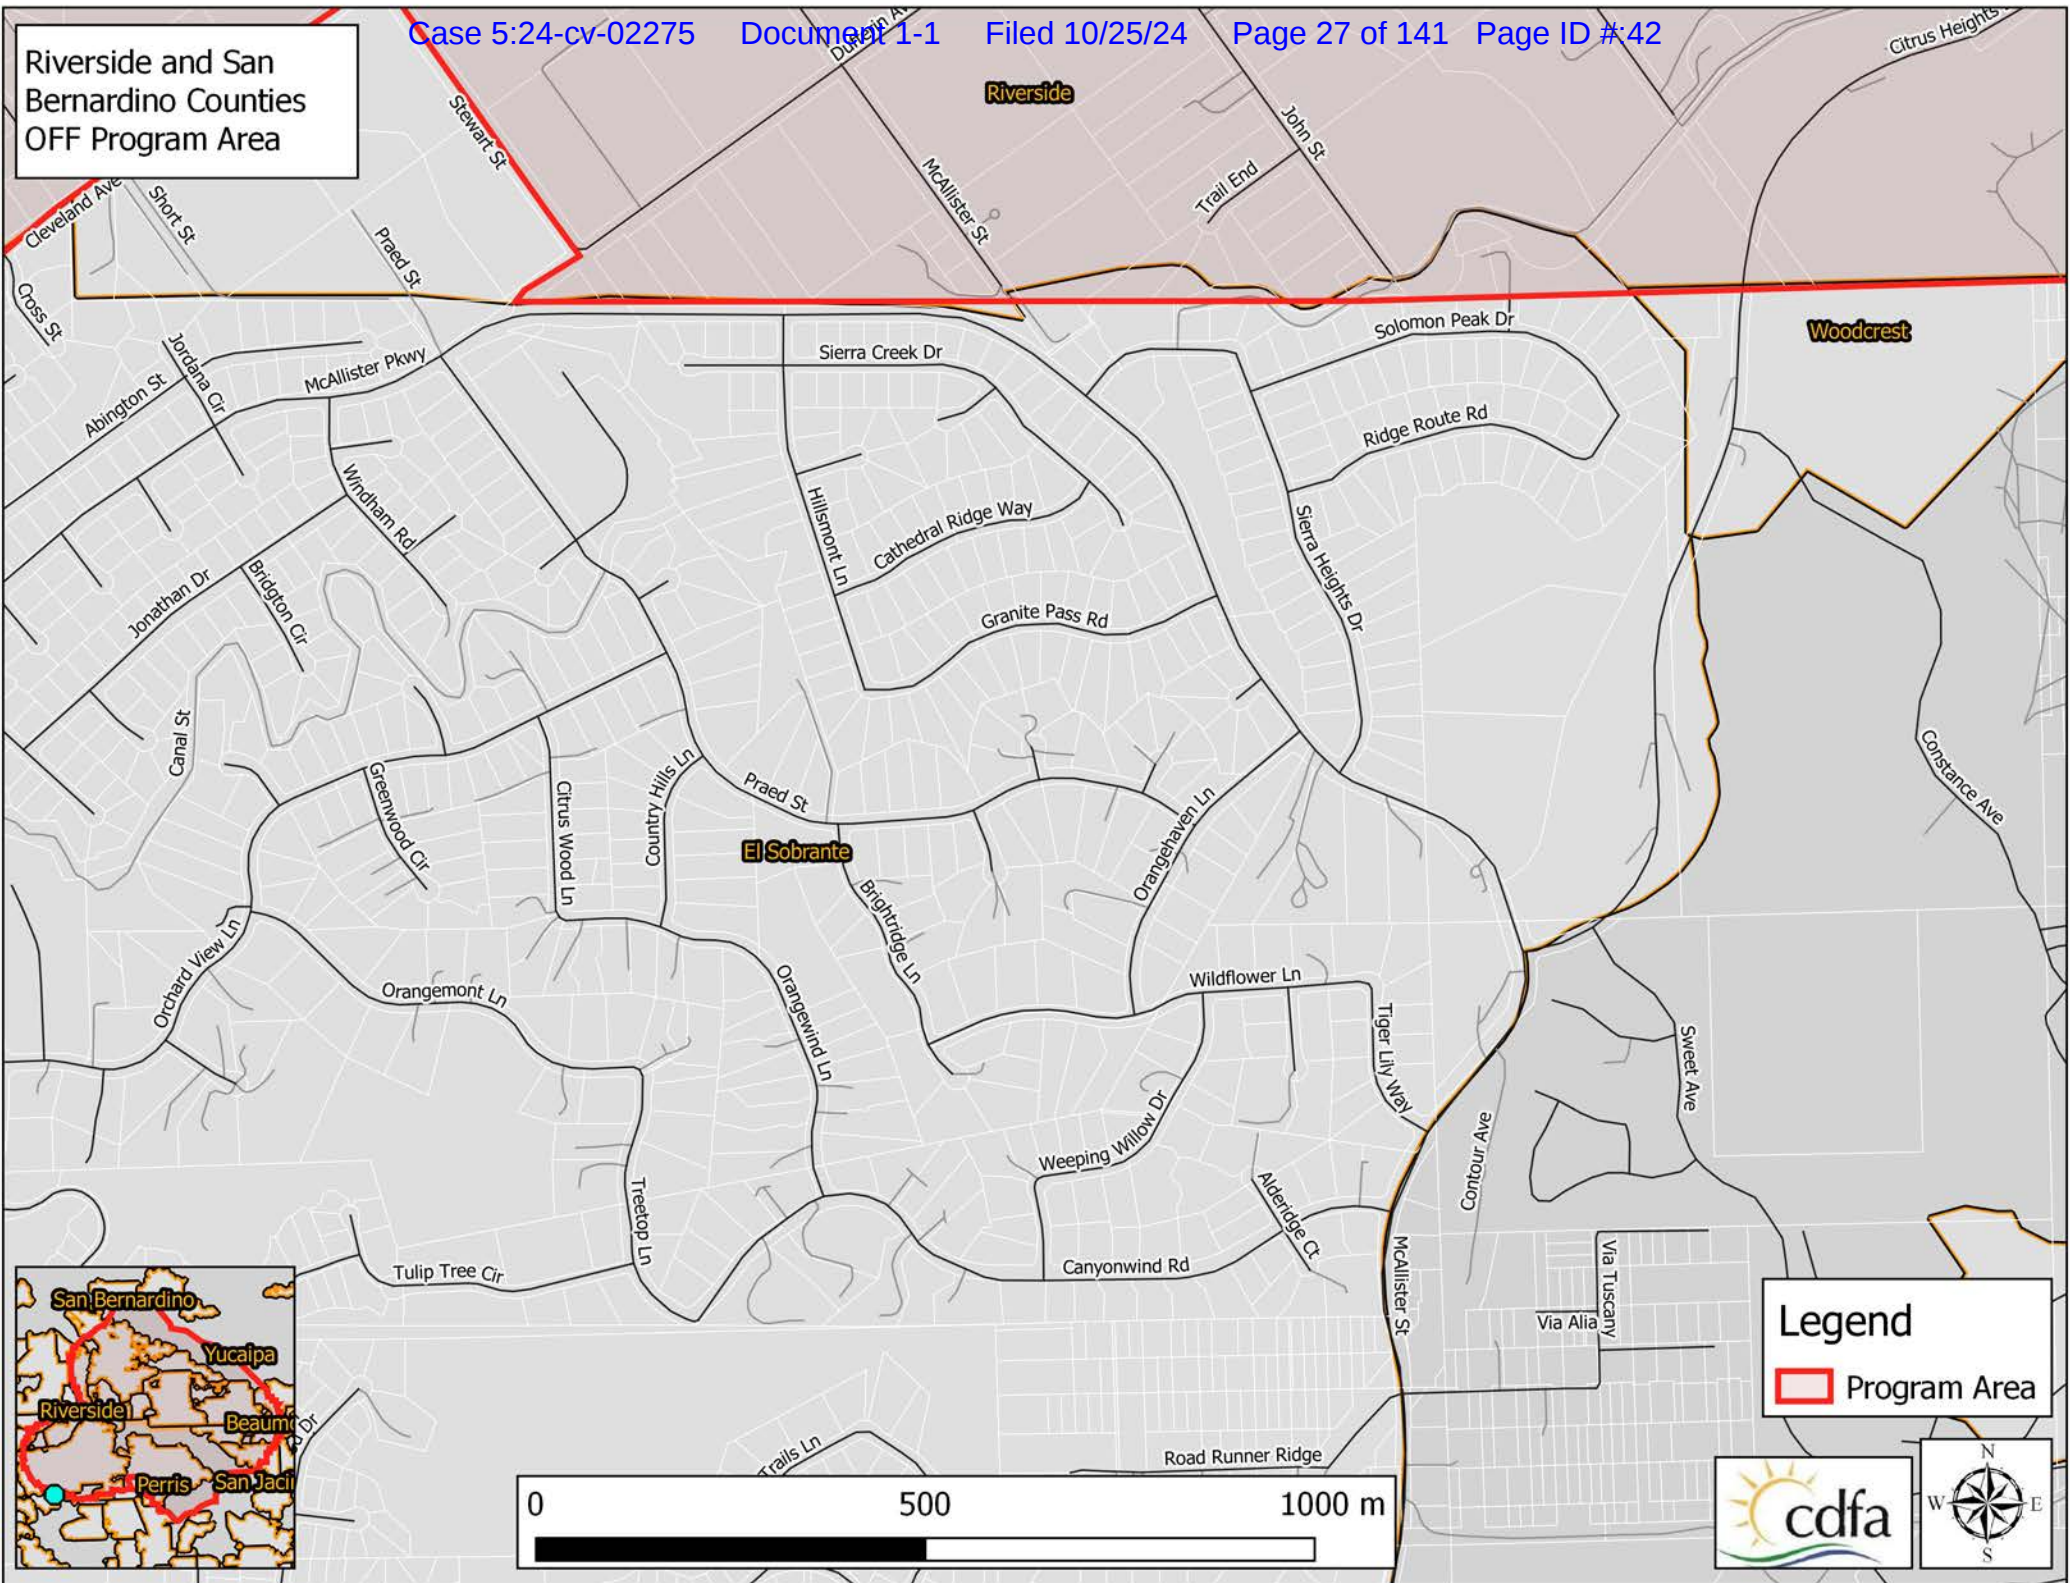 Case 5:24-cv-02275 Document 1-1 Filed 10/25/24 Page 27 of 141 Page ID #:42
Riverside and San
Bernardino Counties
OFF Program Area
Citrus Heights
Riverside
Stewart St
John St
McAllister St
Trail End
Cleveland Ave
Short St
Praed St
Cross St
Solomon Peak Dr
Woodcrest
Jordana Cir
Sierra Creek Dr
McAllister Pkwy
Abington St
Ridge Route Rd
Windham Rd
Hillsmont Ln
Cathedral Ridge Way
Sierra Heights Dr
Jonathan Dr
Bridgton Cir
Granite Pass Rd
Canal St
Greenwood Cir
Citrus Wood Ln
Country Hills Ln
Praed St
Orangehaven Ln
Constance Ave
El Sobrante
Brightridge Ln
Orchard View Ln
Orangemont Ln
Orangewind Ln
Wildflower Ln
Tiger Lily Way
Sweet Ave
Weeping Willow Dr
Contour Ave
Alderidge Ct
Treetop Ln
Tulip Tree Cir
Canyonwind Rd
McAllister St
Via Tuscany
Via Alia
Trails Ln
Road Runner Ridge
San Bernardino
Yucaipa
Riverside
Beaumo
Perris
San Jaci
Dr
0 500 1000 m
Legend
Program Area
cdfa
N
W E
S